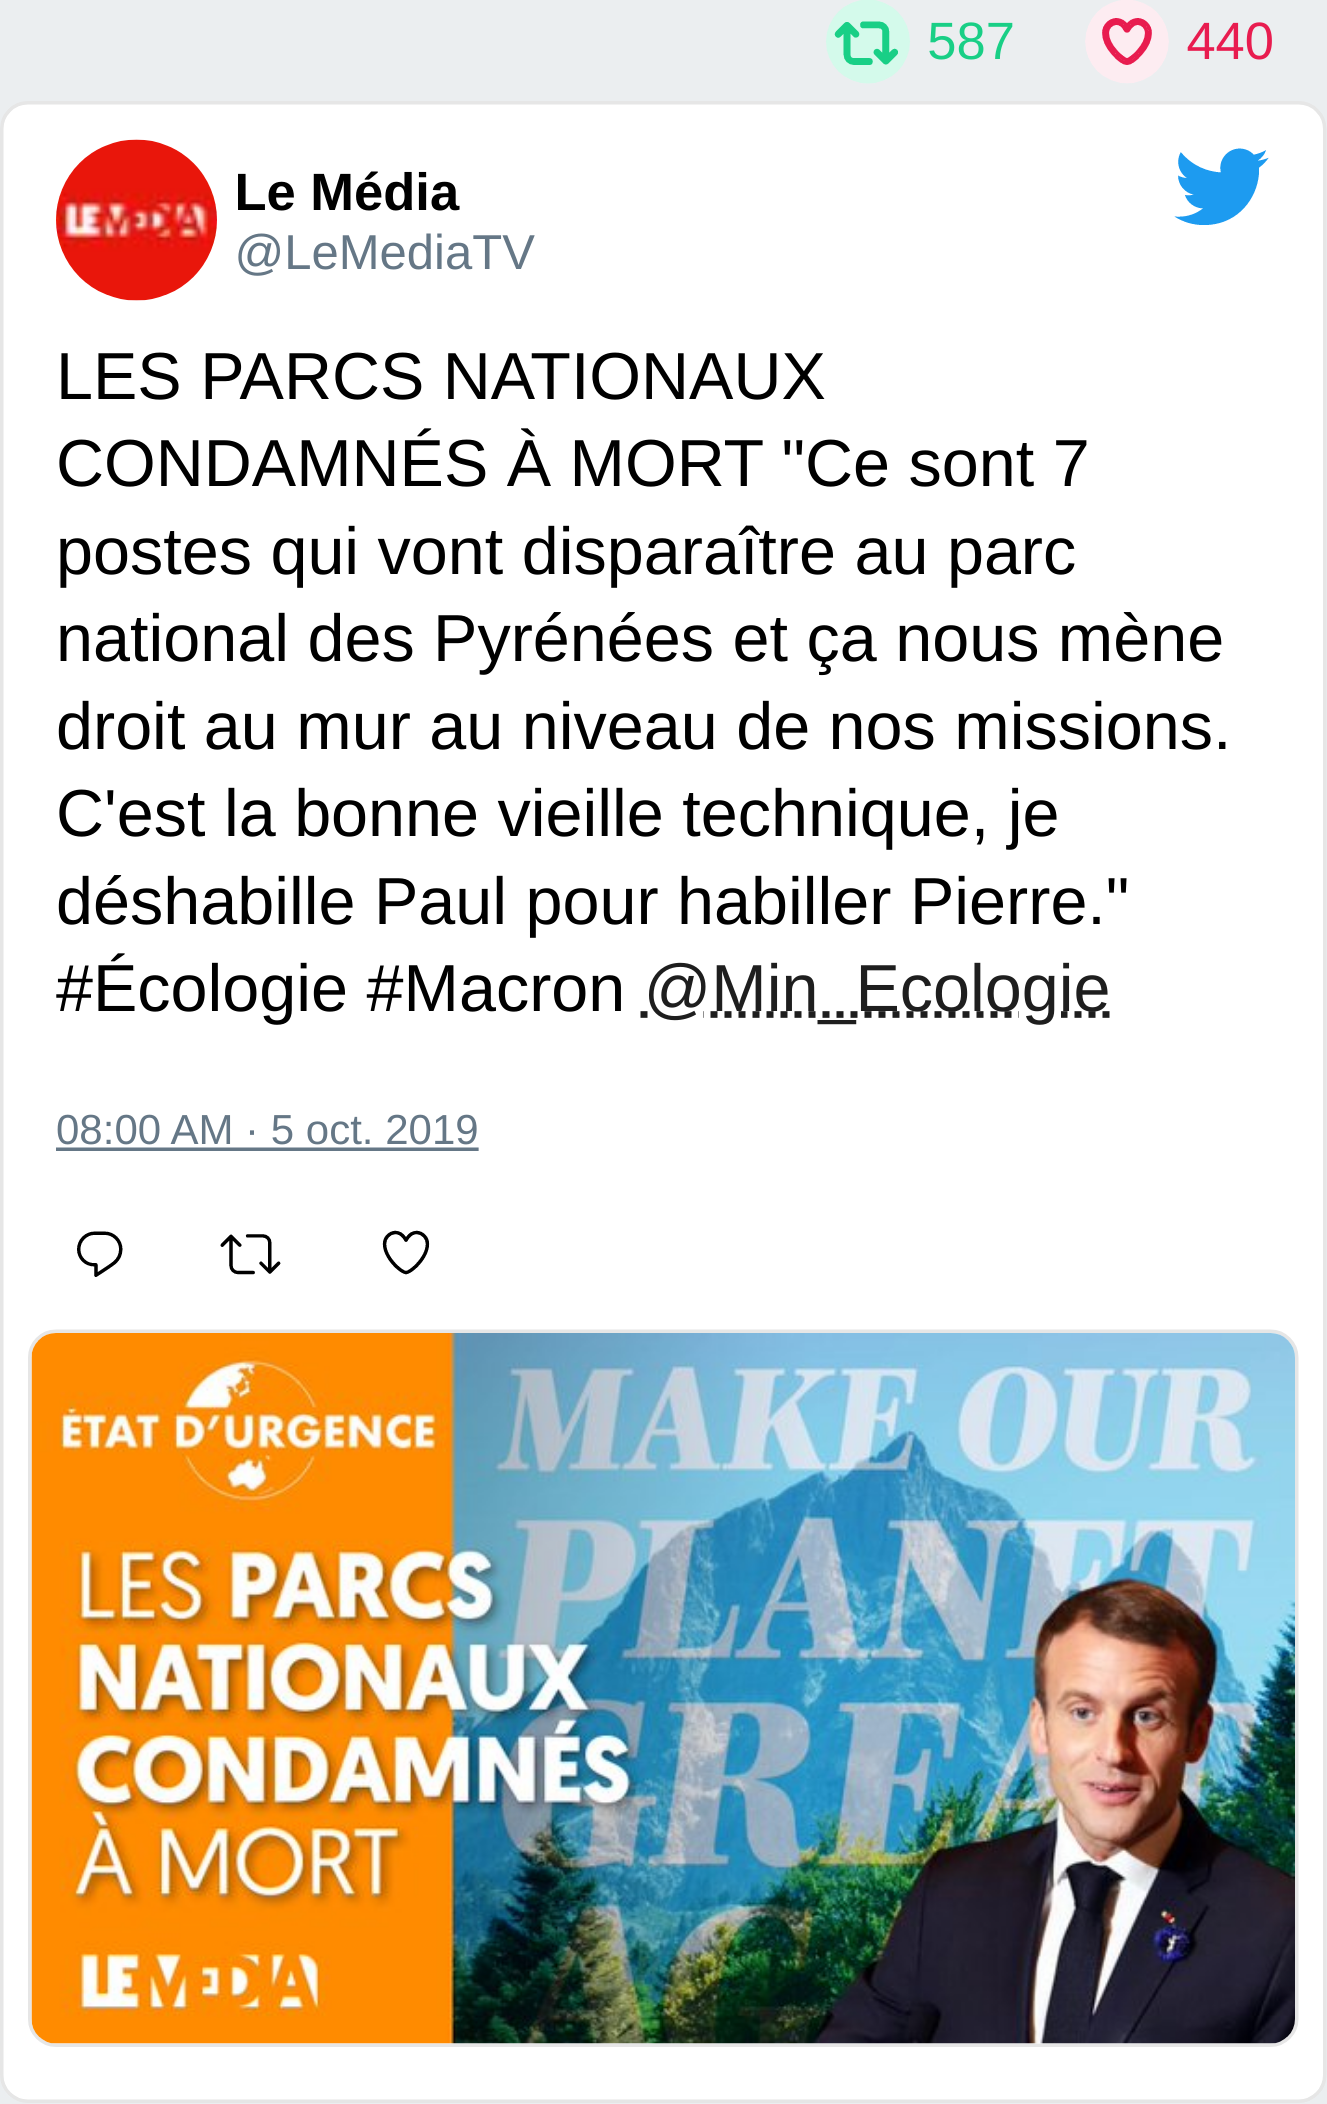 587 440
LE MEDIA
Le Média
@LeMediaTV
LES PARCS NATIONAUX
CONDAMNÉS À MORT "Ce sont 7
postes qui vont disparaître au parc
national des Pyrénées et ça nous mène
droit au mur au niveau de nos missions.
C'est la bonne vieille technique, je
déshabille Paul pour habiller Pierre."
#Écologie #Macron @Min_Ecologie
08:00 AM · 5 oct. 2019
ÉTAT D'URGENCE
LES PARCS
NATIONAUX
CONDAMNÉS
À MORT
LE MEDIA
MAKE OUR
PLANET
GREA
AG